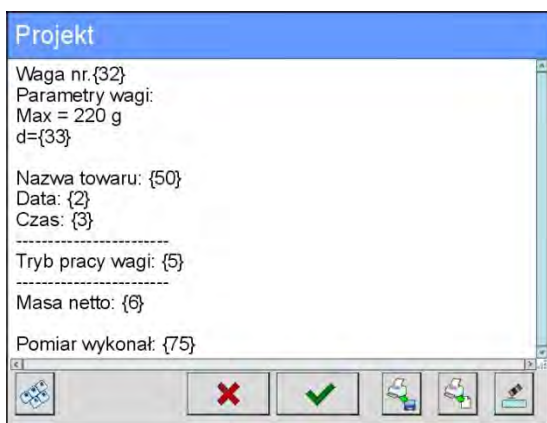 Projekt
Waga nr.{32}
Parametry wagi:
Max = 220 g
d={33}
Nazwa towaru: {50}
Data: {2}
Czas: {3}
------------------------
Tryb pracy wagi: {5}
------------------------
Masa netto: {6}
Pomiar wykonał: {75}